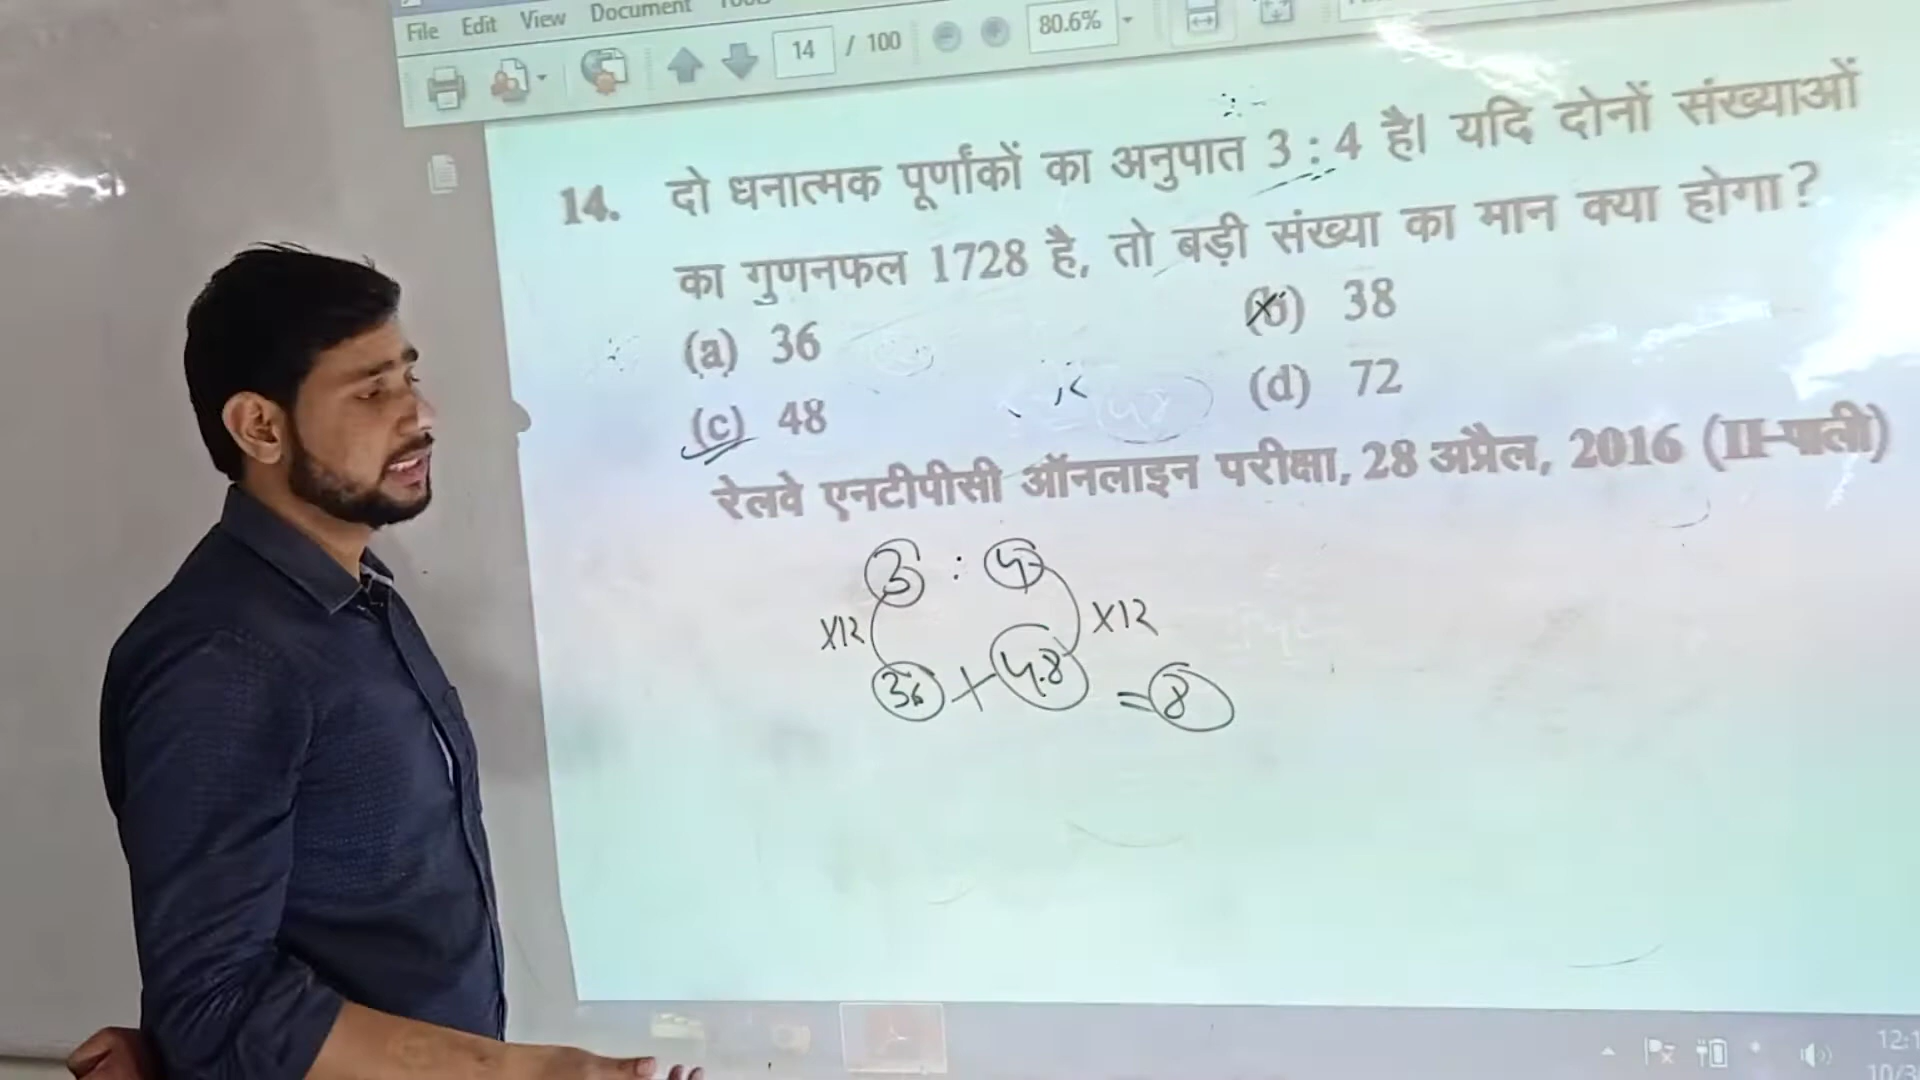 File Edit View Document
14 / 100 80.6%
14. दो धनात्मक पूर्णांकों का अनुपात 3 : 4 है। यदि दोनों संख्याओं
का गुणनफल 1728 है, तो बड़ी संख्या का मान क्या होगा?
(a) 36 (b) 38
(c) 48 (d) 72
रेलवे एनटीपीसी ऑनलाइन परीक्षा, 28 अप्रैल, 2016 (II-पाली)
3 : 4
X12 X12
36 × 48 = 8